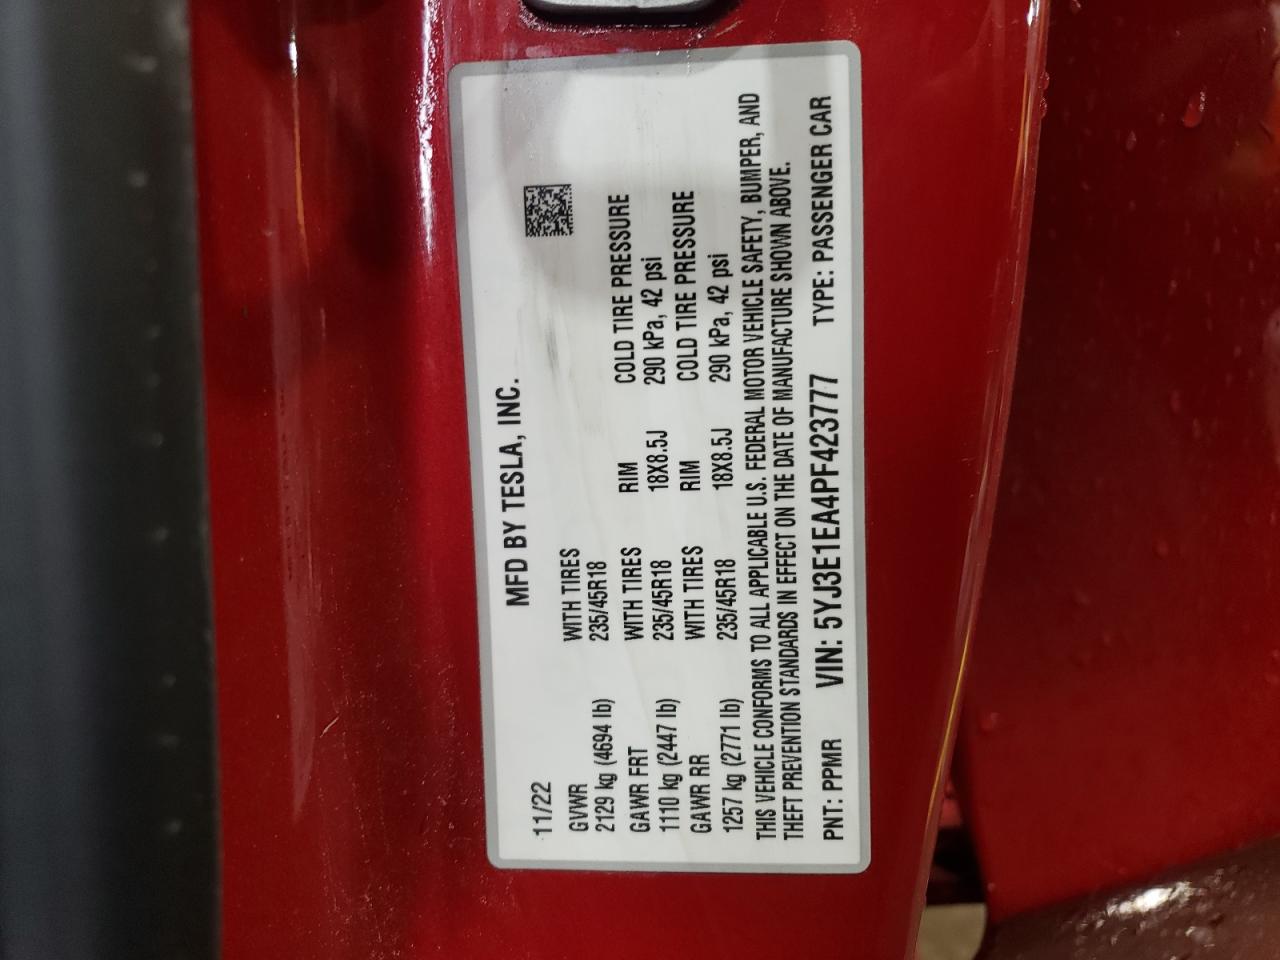 MFD BY TESLA, INC.
11/22
GVWR WITH TIRES
2129 kg (4694 lb) 235/45R18
GAWR FRT WITH TIRES RIM COLD TIRE PRESSURE
1110 kg (2447 lb) 235/45R18 18X8.5J 290 kPa, 42 psi
GAWR RR WITH TIRES RIM COLD TIRE PRESSURE
1257 kg (2771 lb) 235/45R18 18X8.5J 290 kPa, 42 psi
THIS VEHICLE CONFORMS TO ALL APPLICABLE U.S. FEDERAL MOTOR VEHICLE SAFETY, BUMPER, AND
THEFT PREVENTION STANDARDS IN EFFECT ON THE DATE OF MANUFACTURE SHOWN ABOVE.
PNT: PPMR VIN: 5YJ3E1EA4PF423777 TYPE: PASSENGER CAR